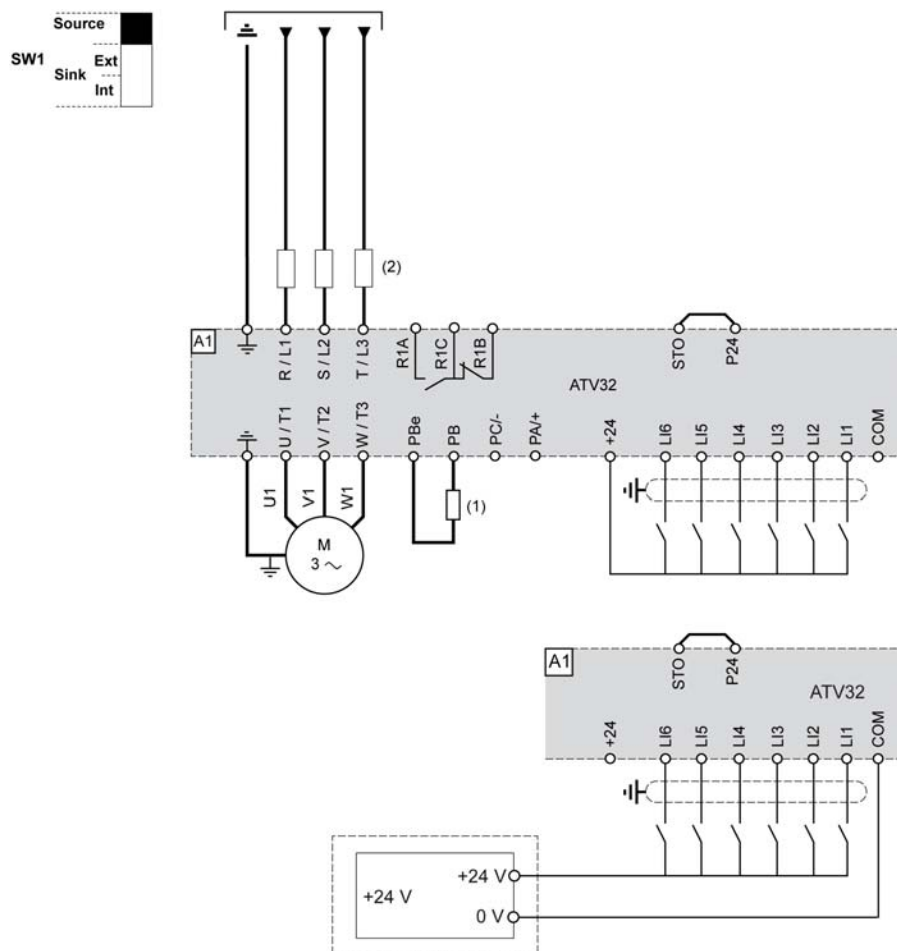 Source
SW1
Sink
Ext
Int
(2)
A1
R / L1
S / L2
T / L3
R1A
R1C
R1B
STO
P24
ATV32
U / T1
V / T2
W / T3
PBe
PB
PC/-
PA/+
+24
LI6
LI5
LI4
LI3
LI2
LI1
COM
U1
V1
W1
(1)
M
3 ~
A1
STO
P24
ATV32
+24
LI6
LI5
LI4
LI3
LI2
LI1
COM
+24 V
+24 V
0 V